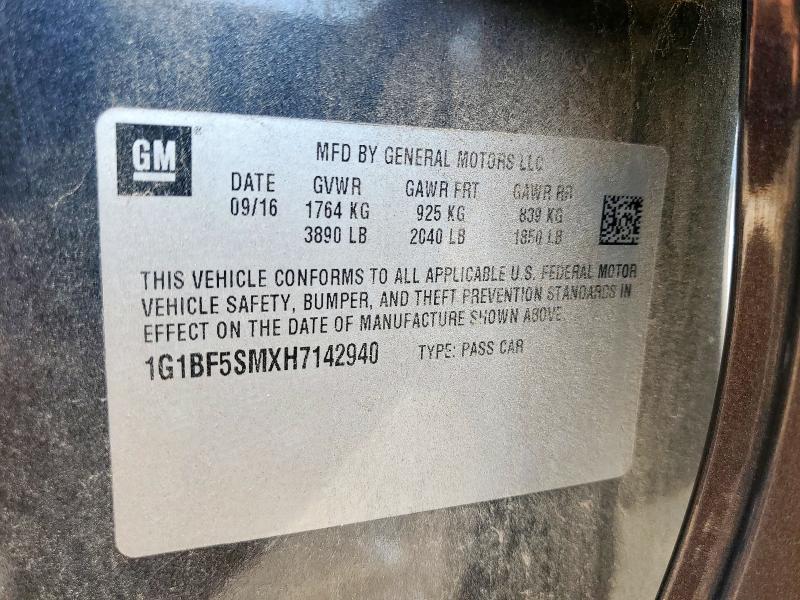 GM®
MFD BY GENERAL MOTORS LLC
DATE GVWR GAWR FRT GAWR RR
09/16 1764 KG 925 KG 839 KG
3890 LB 2040 LB 1850 LB
THIS VEHICLE CONFORMS TO ALL APPLICABLE U.S. FEDERAL MOTOR
VEHICLE SAFETY, BUMPER, AND THEFT PREVENTION STANDARDS IN
EFFECT ON THE DATE OF MANUFACTURE SHOWN ABOVE.
1G1BF5SMXH7142940 TYPE: PASS CAR